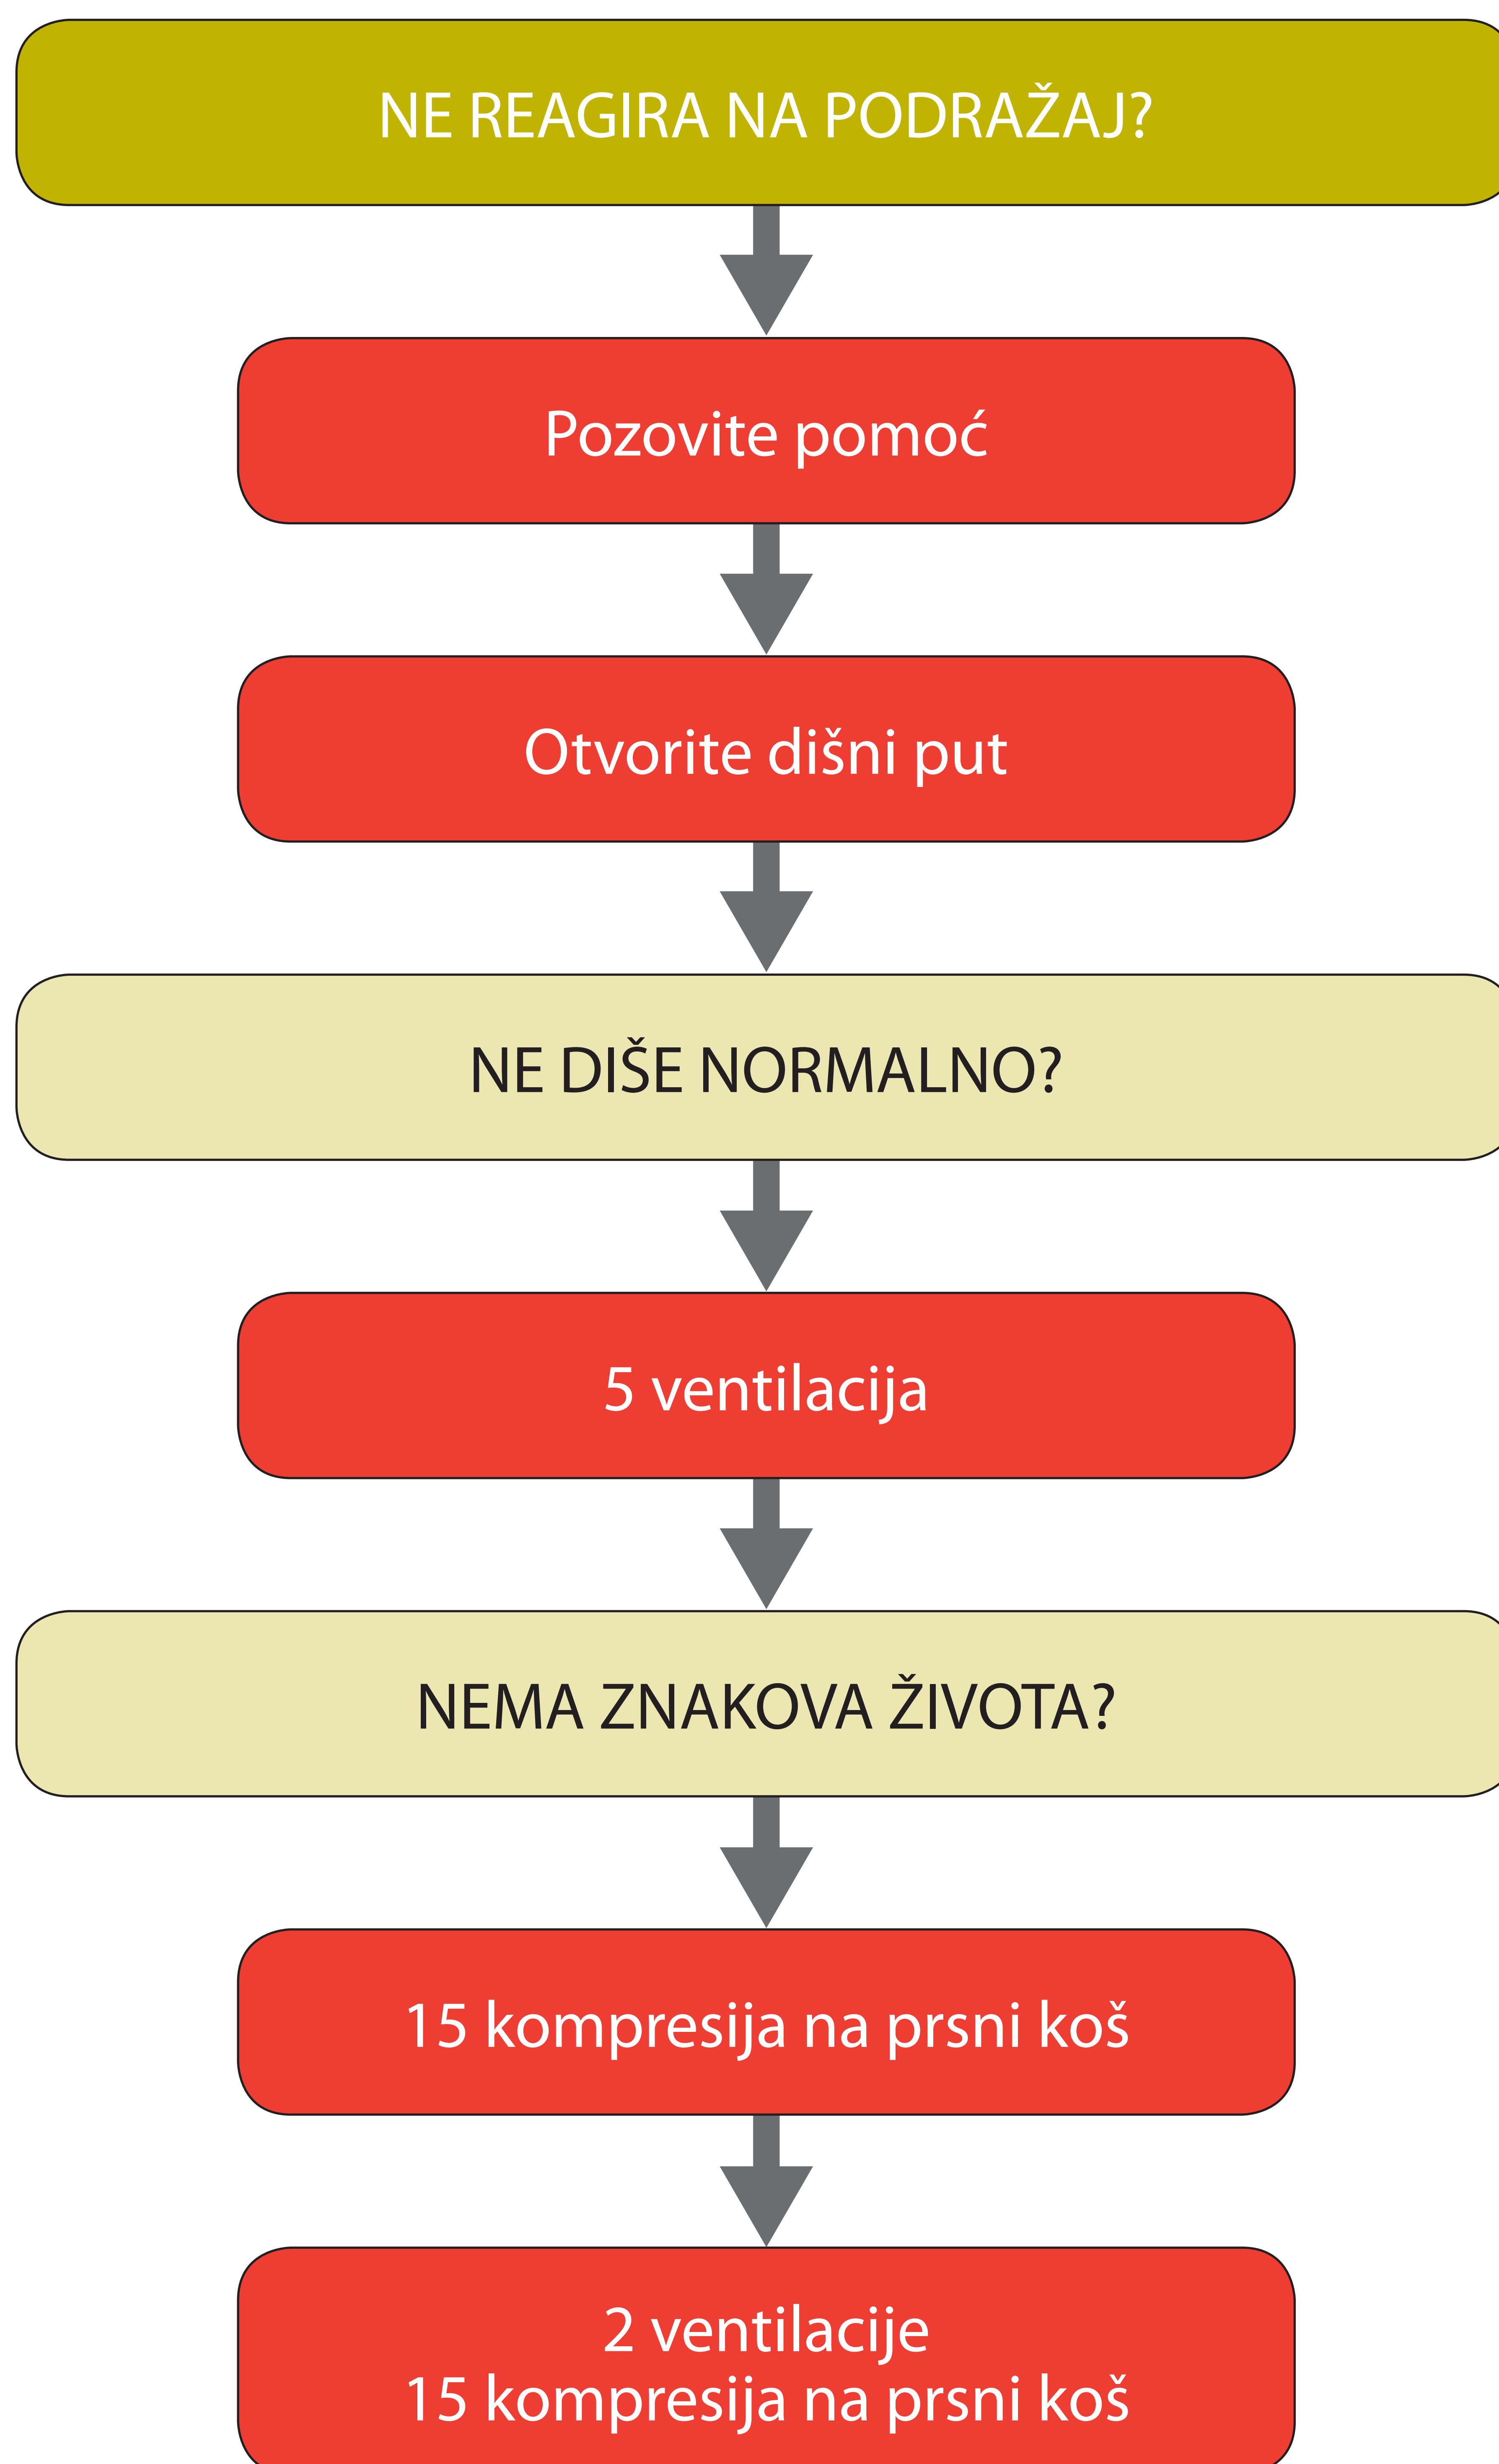 NE REAGIRA NA PODRAŽAJ?
Pozovite pomoć
Otvorite dišni put
NE DIŠE NORMALNO?
5 ventilacija
NEMA ZNAKOVA ŽIVOTA?
15 kompresija na prsni koš
2 ventilacije
15 kompresija na prsni koš